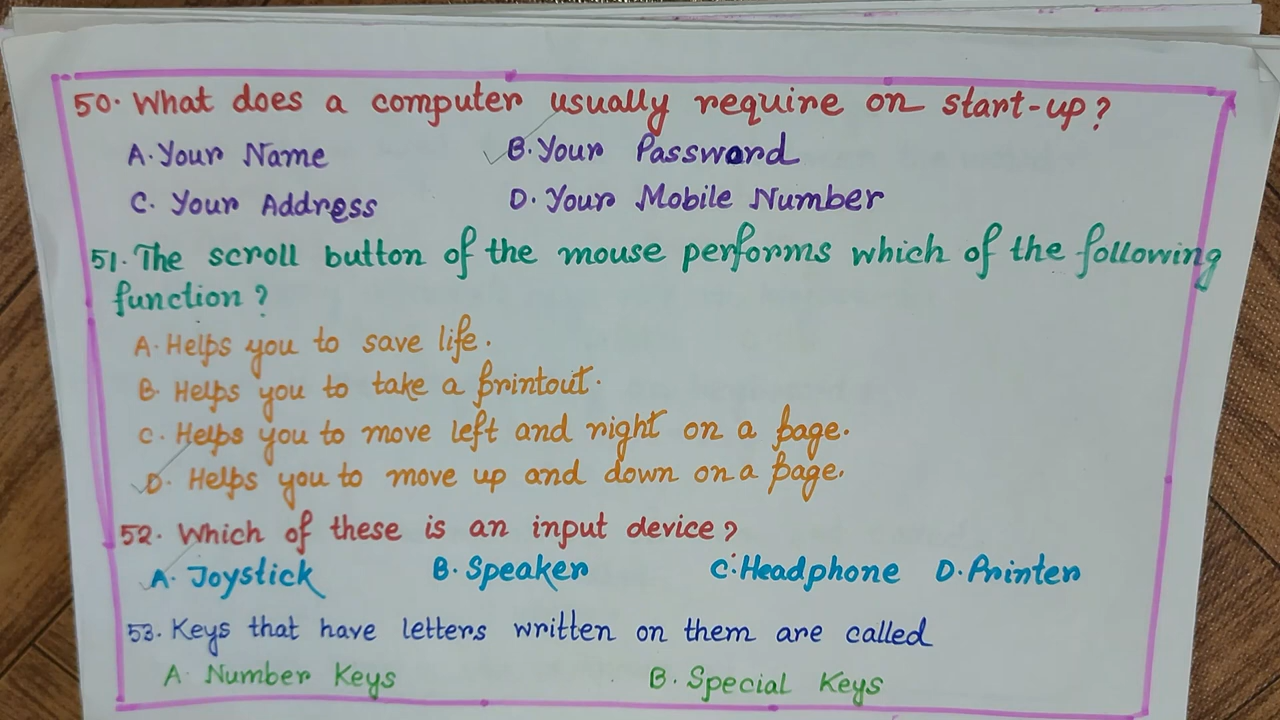 50. What does a computer usually require on start-up?
A. Your Name B. Your Password
C. Your Address D. Your Mobile Number
51. The scroll button of the mouse performs which of the following
function?
A. Helps you to save life.
B. Helps you to take a printout.
C. Helps you to move left and right on a page.
D. Helps you to move up and down on a page.
52. Which of these is an input device?
A. Joystick B. Speaker C. Headphone D. Printer
53. Keys that have letters written on them are called
A. Number Keys B. Special Keys